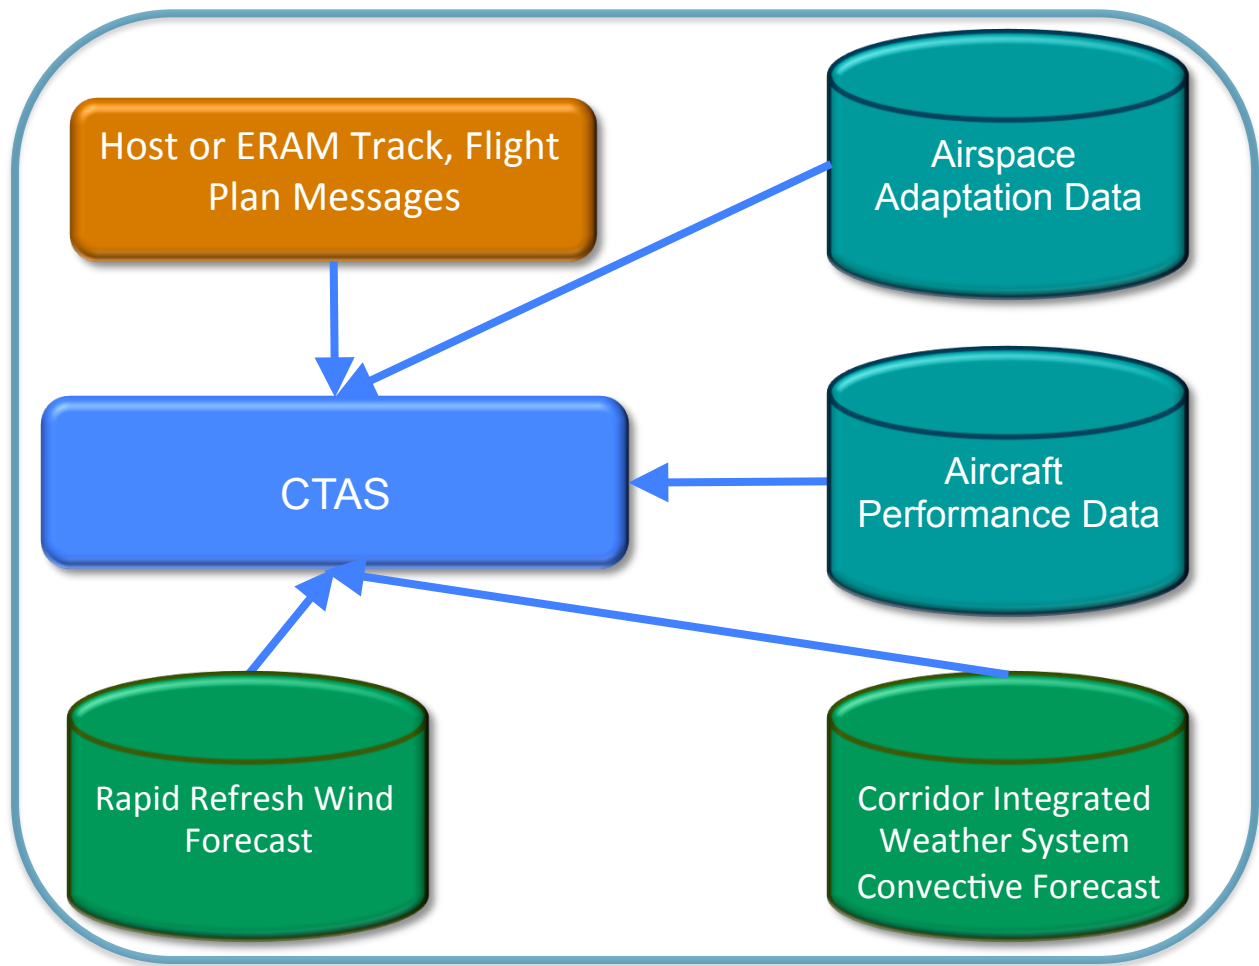 Host or ERAM Track, Flight
Plan Messages
Airspace
Adaptation Data
CTAS
Aircraft
Performance Data
Rapid Refresh Wind
Forecast
Corridor Integrated
Weather System
Convective Forecast